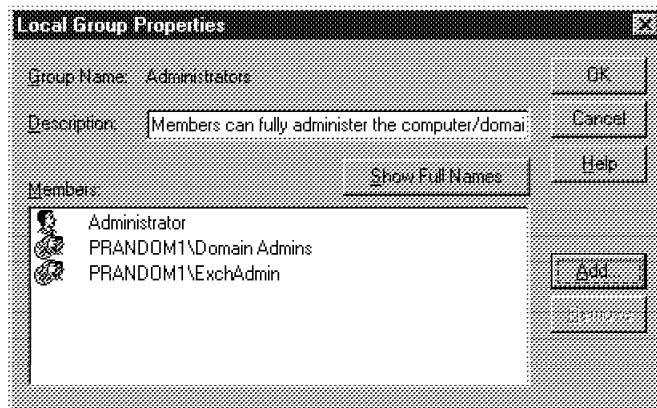 Local Group Properties
Group Name: Administrators
OK
Description: Members can fully administer the computer/domai
Cancel
Show Full Names
Help
Members:
Administrator
PRANDOM1\Domain Admins
PRANDOM1\ExchAdmin
Add...
Remove